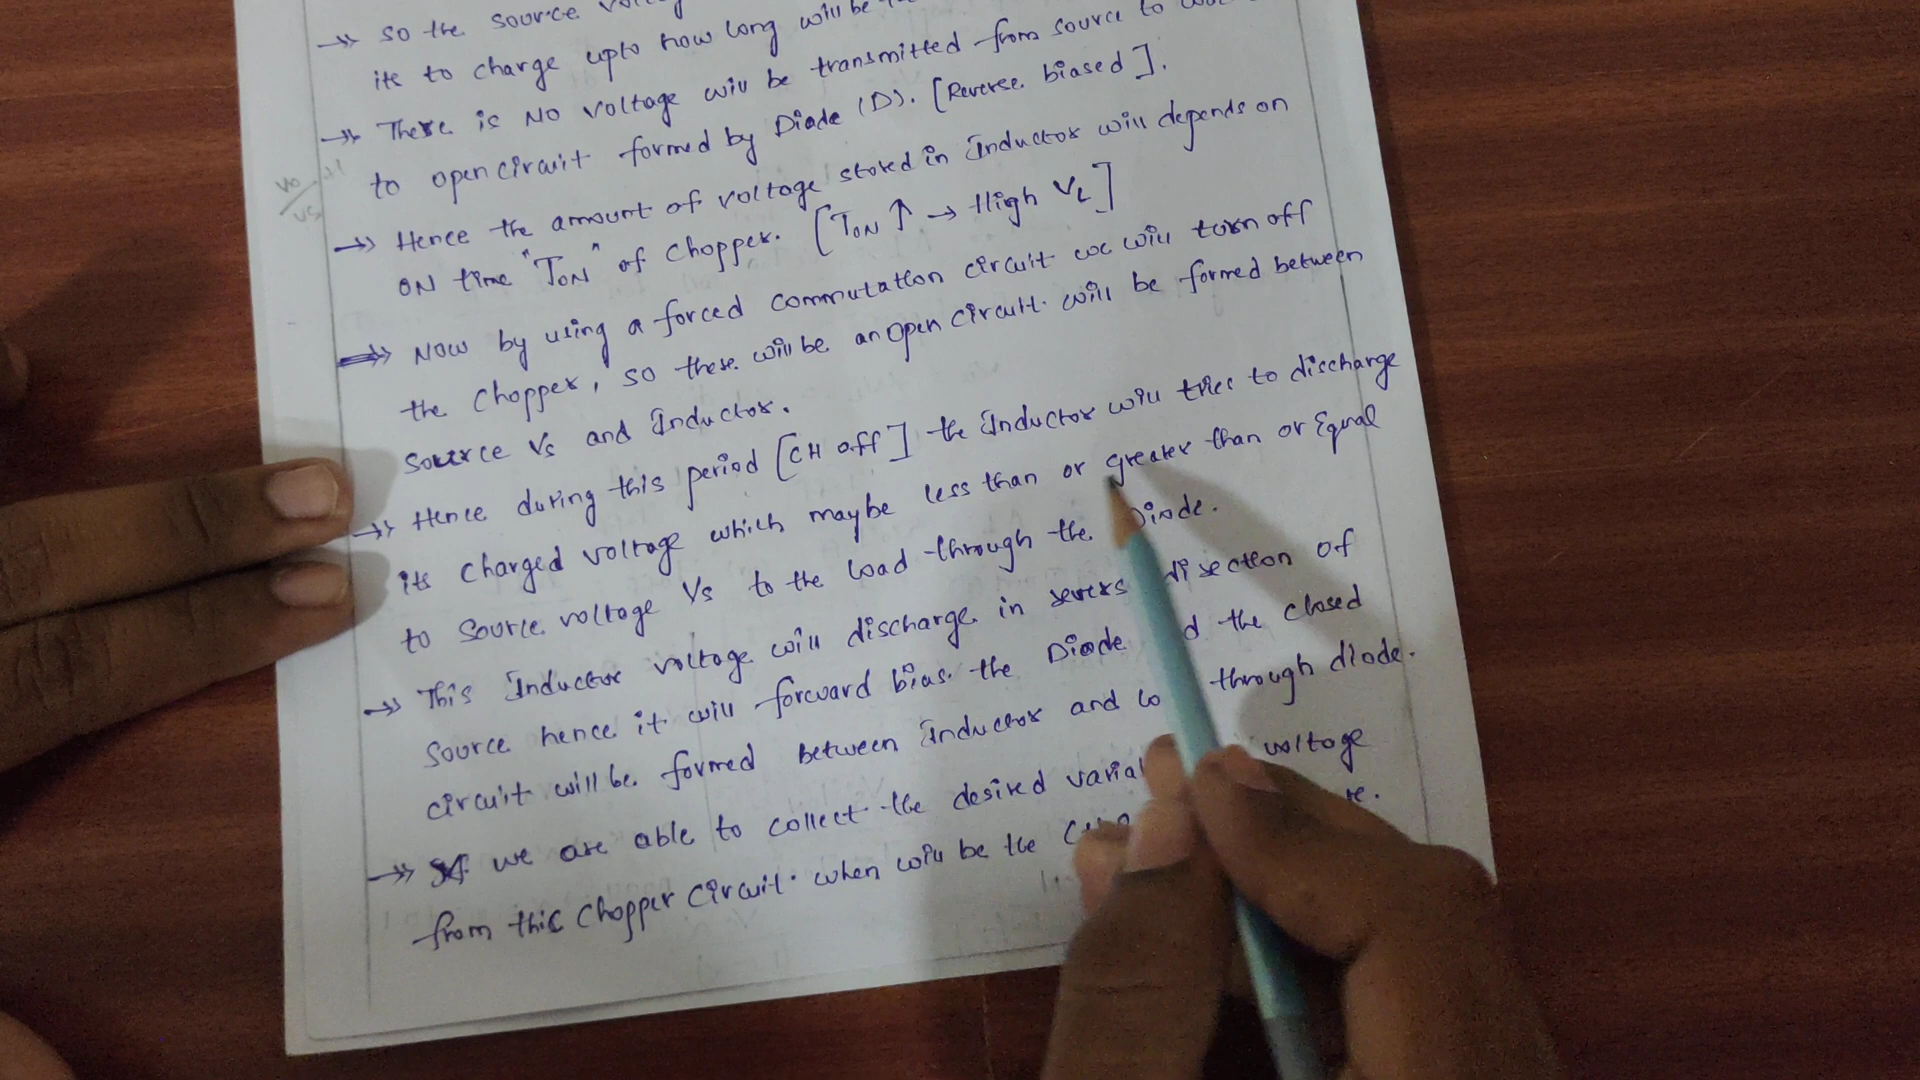 → so the source
its to charge upto how long will be
→ There is NO voltage will be transmitted from source to
to open circuit formed by Diode (D). [Reverse biased].
→ Hence the amount of voltage stored in Inductor will depends on
ON time "TON" of chopper. [TON ↑ → High VL]
→ Now by using a forced commutation circuit we will turn off
the chopper, so there will be an open circuit will be formed between
source Vs and Inductor.
→ Hence during this period [CH off] the Inductor will tries to discharge
its charged voltage which maybe less than or greater than or Equal
to source voltage Vs to the load through the Diode.
→ This Inductor voltage will discharge in revers direction of
source hence it will forward bias the Diode the closed
circuit will be formed between Inductor and through diode.
→ we are able to collect the desired voltage
from this chopper circuit when will be the
Vo
Vs